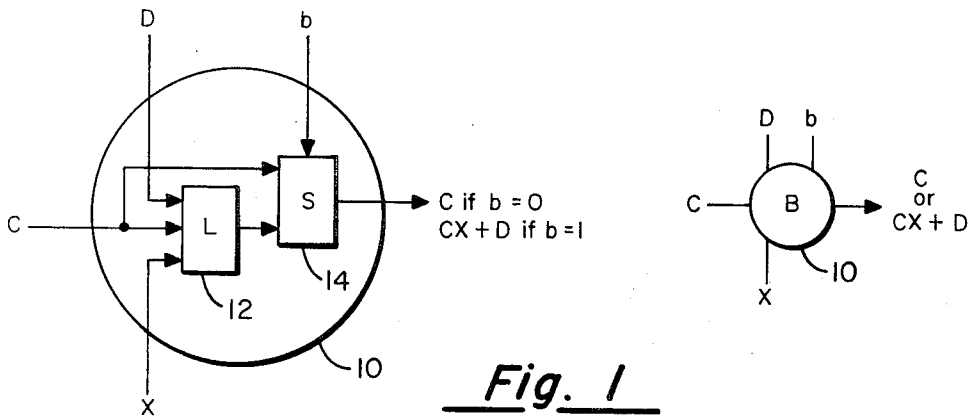 D
b
C
L
S
12
14
C if b = 0
CX + D if b = 1
10
X
D b
C
B
C
or
CX + D
10
X
Fig. 1